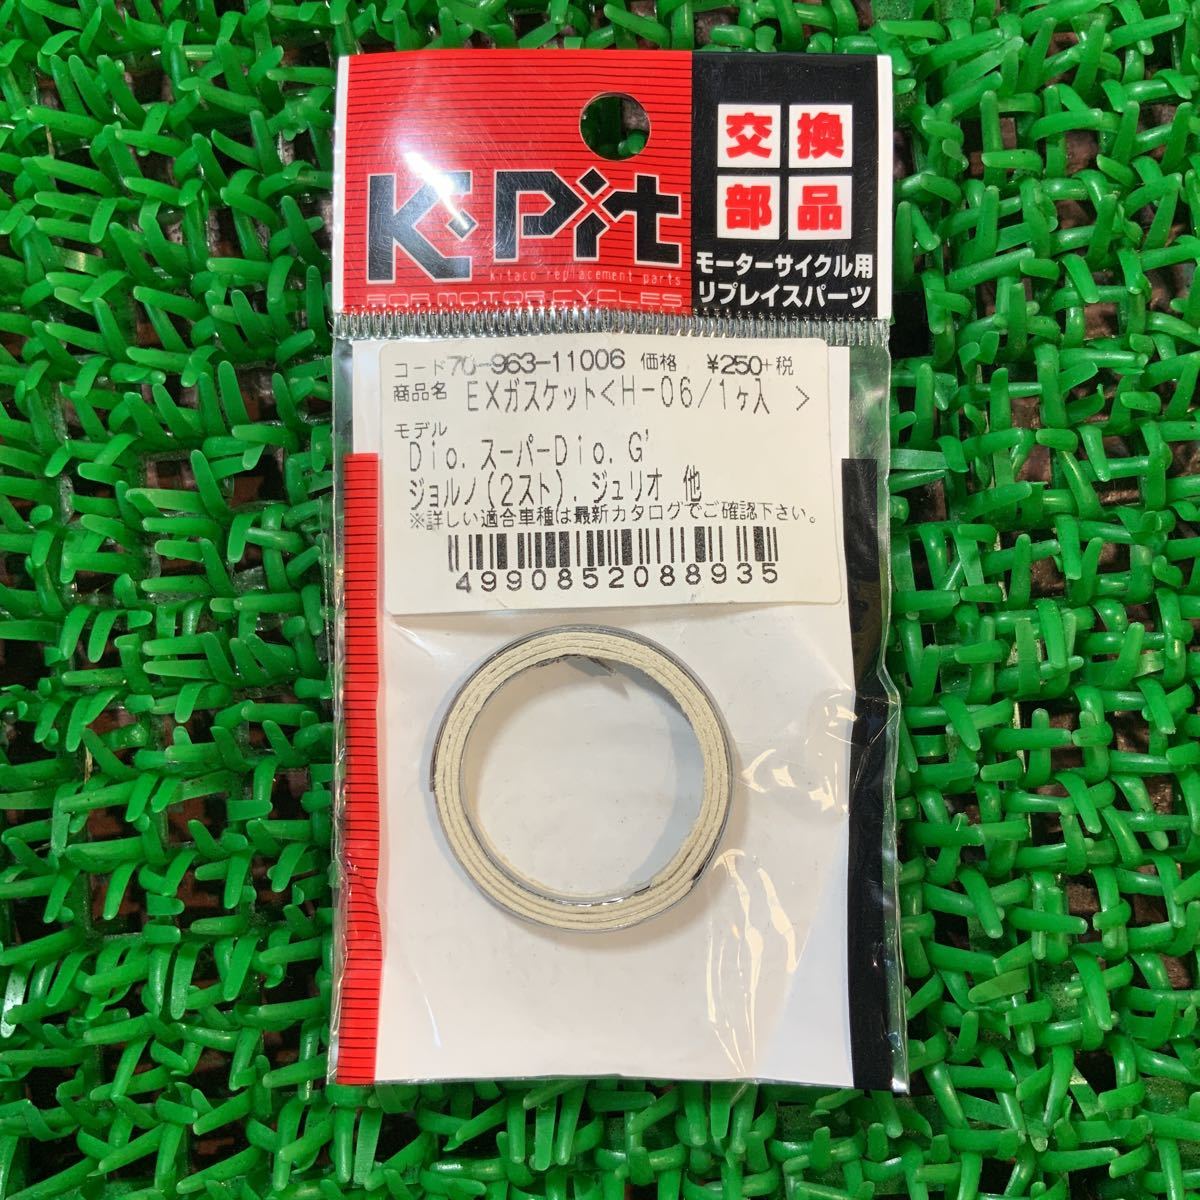 K・Pit
kitaco replacement parts
FOR MOTOR CYCLES
交換
部品
モーターサイクル用
リプレイスパーツ
コード70-963-11006 価格 ¥250+税
商品名 EXガスケット<H-06/1ヶ入 >
モデル
Dio.スーパーDio.G'
ジョルノ(2スト).ジュリオ 他
※詳しい適合車種は最新カタログでご確認下さい。
4990852088935